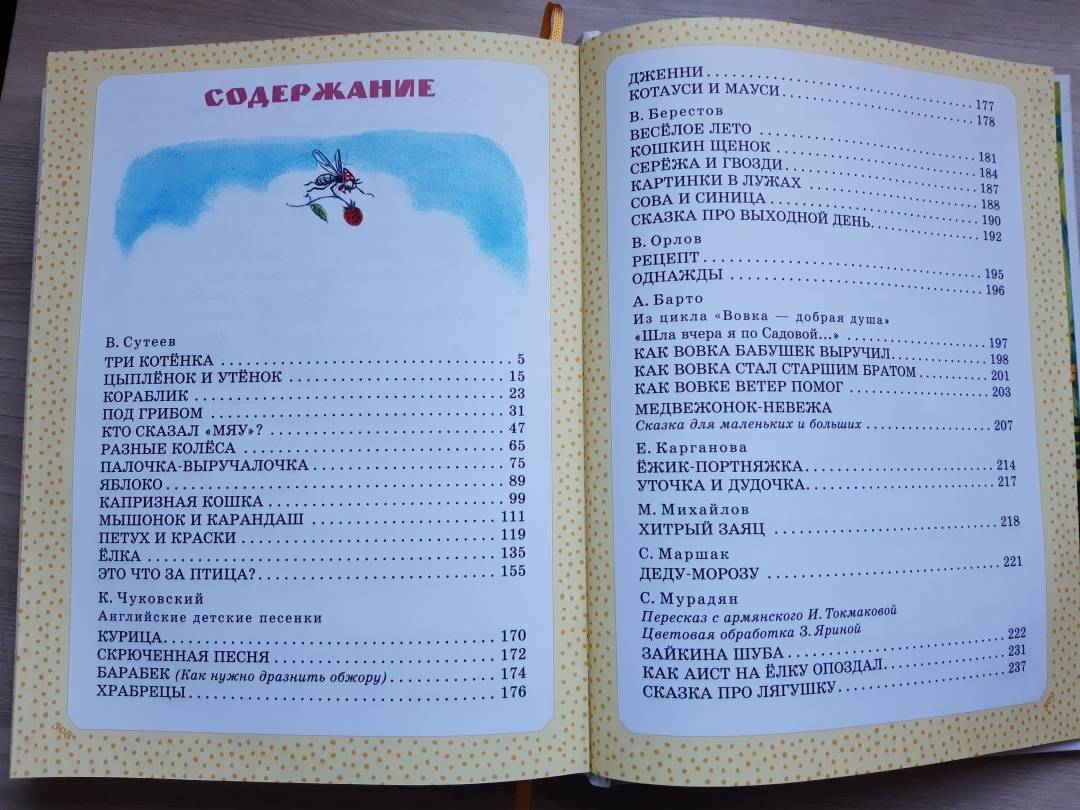 СОДЕРЖАНИЕ
В. Сутеев
ТРИ КОТЁНКА 5
ЦЫПЛЁНОК И УТЁНОК 15
КОРАБЛИК 23
ПОД ГРИБОМ 31
КТО СКАЗАЛ «МЯУ»? 47
РАЗНЫЕ КОЛЁСА 65
ПАЛОЧКА-ВЫРУЧАЛОЧКА 75
ЯБЛОКО 89
КАПРИЗНАЯ КОШКА 99
МЫШОНОК И КАРАНДАШ 111
ПЕТУХ И КРАСКИ 119
ЁЛКА 135
ЭТО ЧТО ЗА ПТИЦА? 155
К. Чуковский
Английские детские песенки
КУРИЦА 170
СКРЮЧЕННАЯ ПЕСНЯ 172
БАРАБЕК (Как нужно дразнить обжору) 174
ХРАБРЕЦЫ 176
308
ДЖЕННИ 177
КОТАУСИ И МАУСИ 178
В. Берестов
ВЕСЁЛОЕ ЛЕТО 181
КОШКИН ЩЕНОК 184
СЕРЁЖА И ГВОЗДИ 187
КАРТИНКИ В ЛУЖАХ 188
СОВА И СИНИЦА 190
СКАЗКА ПРО ВЫХОДНОЙ ДЕНЬ 192
В. Орлов
РЕЦЕПТ 195
ОДНАЖДЫ 196
А. Барто
Из цикла «Вовка — добрая душа»
«Шла вчера я по Садовой...» 197
КАК ВОВКА БАБУШЕК ВЫРУЧИЛ 198
КАК ВОВКА СТАЛ СТАРШИМ БРАТОМ 201
КАК ВОВКЕ ВЕТЕР ПОМОГ 203
МЕДВЕЖОНОК-НЕВЕЖА
Сказка для маленьких и больших 207
Е. Карганова
ЁЖИК-ПОРТНЯЖКА 214
УТОЧКА И ДУДОЧКА 217
М. Михайлов
ХИТРЫЙ ЗАЯЦ 218
С. Маршак
ДЕДУ-МОРОЗУ 221
С. Мурадян
Пересказ с армянского И. Токмаковой
Цветовая обработка З. Яриной
ЗАЙКИНА ШУБА 222
КАК АИСТ НА ЁЛКУ ОПОЗДАЛ 231
СКАЗКА ПРО ЛЯГУШКУ 237